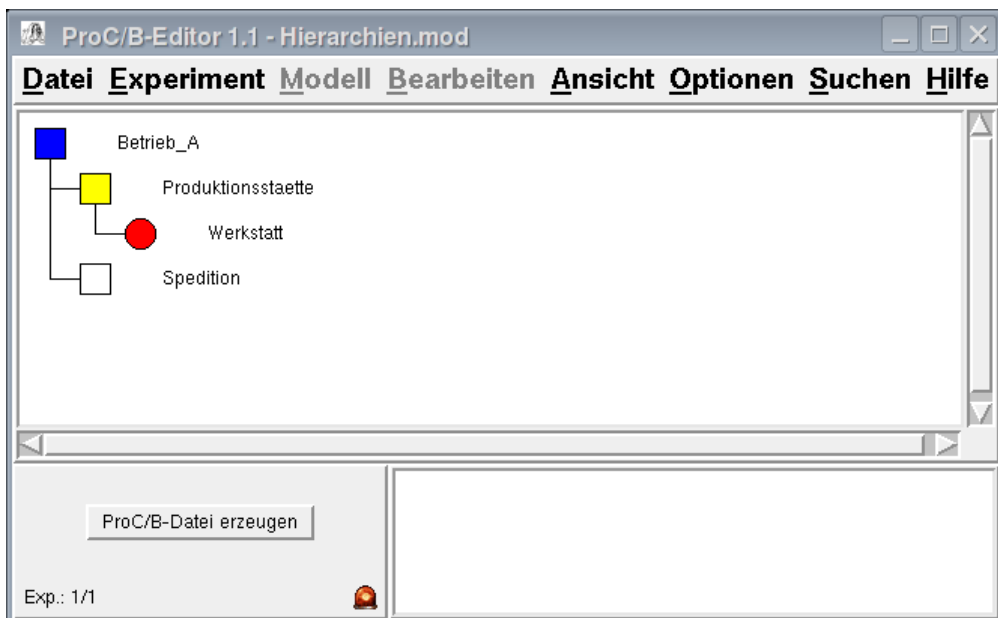 ProC/B-Editor 1.1 - Hierarchien.mod
Datei Experiment Modell Bearbeiten Ansicht Optionen Suchen Hilfe
Betrieb_A
Produktionsstaette
Werkstatt
Spedition
ProC/B-Datei erzeugen
Exp.: 1/1